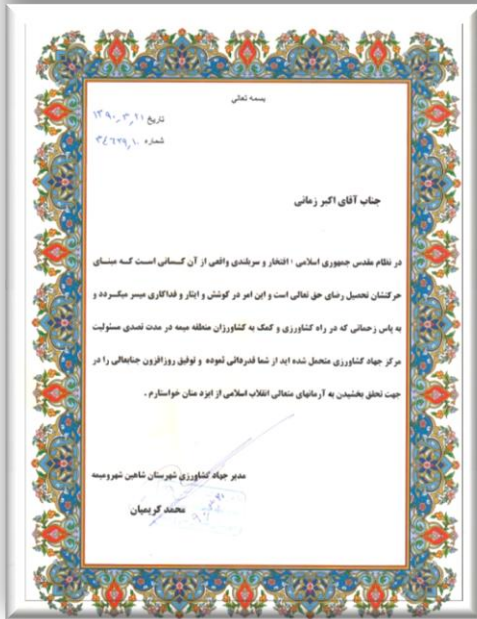 بسمه تعالی
تاریخ ۱۳۹۰٫۳٫۲۱
شماره
جناب آقای اکبر زمانی
در نظام مقدس جمهوری اسلامی ؛ افتخار و سربلندی واقعی از آن کسانی است که مبنای
حرکتشان تحصیل رضای حق تعالی است و این امر در کوشش و ایثار و فداکاری میسر میگردد و
به پاس زحماتی که در راه کشاورزی و کمک به کشاورزان منطقه میمه در مدت تصدی مسئولیت
مرکز جهاد کشاورزی متحمل شده اید از شما قدردانی نموده و توفیق روزافزون جنابعالی را در
جهت تحقق بخشیدن به آرمانهای متعالی انقلاب اسلامی از ایزد منان خواستارم .
مدیر جهاد کشاورزی شهرستان شاهین شهرومیمه
محمد کریمیان